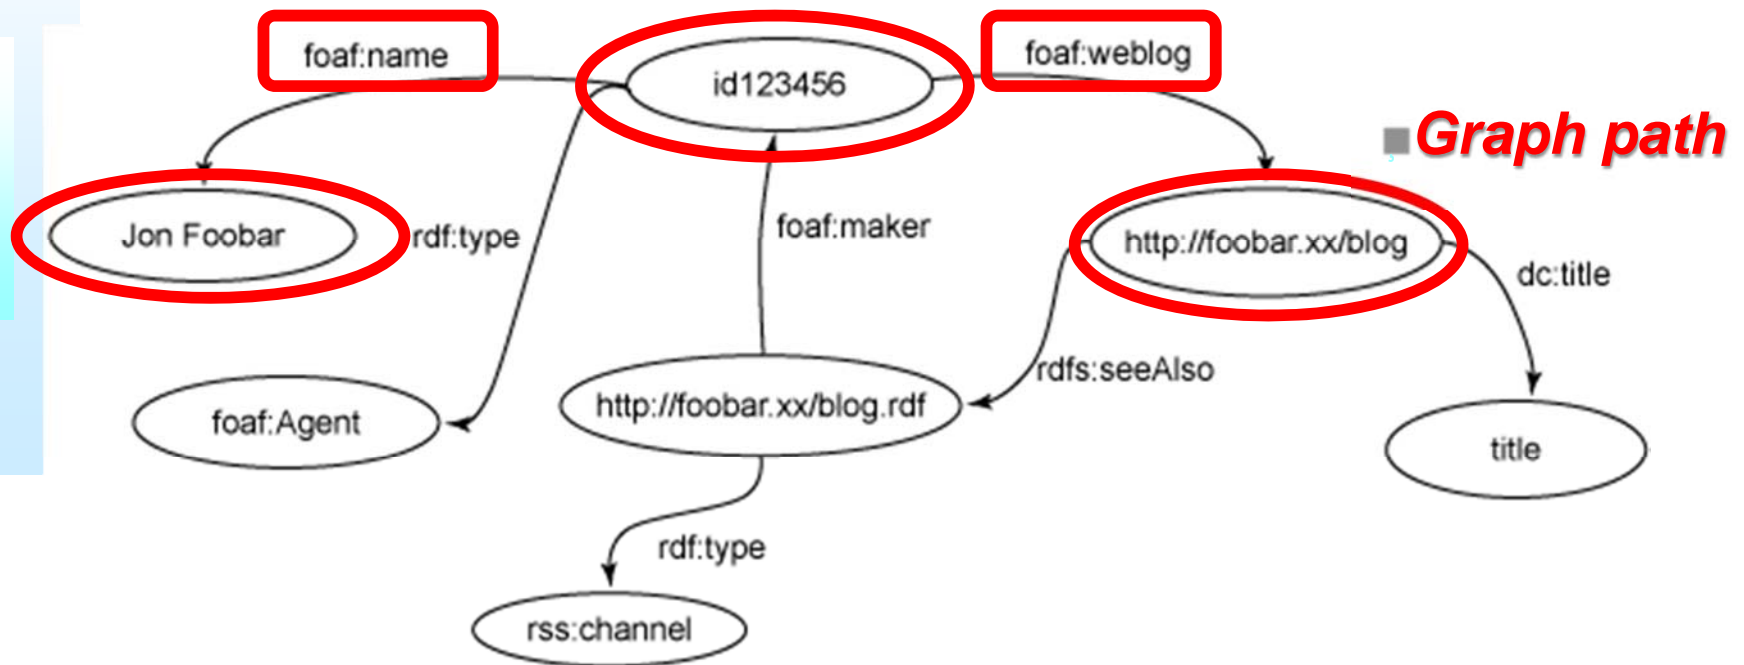 foaf:name
id123456
foaf:weblog
Graph path
Jon Foobar
rdf:type
foaf:maker
http://foobar.xx/blog
dc:title
rdfs:seeAlso
foaf:Agent
http://foobar.xx/blog.rdf
title
rdf:type
rss:channel